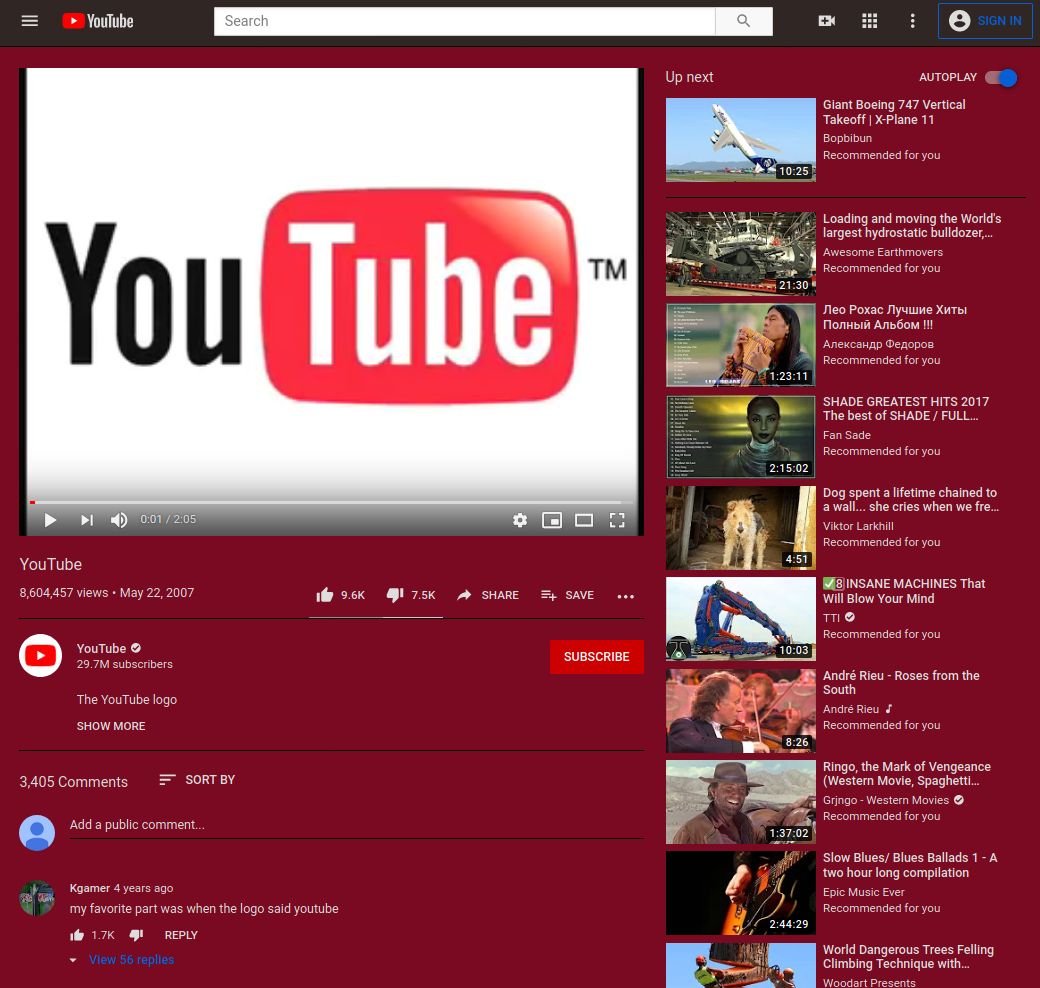 YouTube
Search
SIGN IN
YouTube™
0:01 / 2:05
YouTube
8,604,457 views • May 22, 2007
9.6K
7.5K
SHARE
SAVE
YouTube
29.7M subscribers
SUBSCRIBE
The YouTube logo
SHOW MORE
3,405 Comments
SORT BY
Add a public comment...
Kgamer 4 years ago
my favorite part was when the logo said youtube
1.7K
REPLY
View 56 replies
Up next
AUTOPLAY
10:25
Giant Boeing 747 Vertical
Takeoff | X-Plane 11
Bopbibun
Recommended for you
21:30
Loading and moving the World's
largest hydrostatic bulldozer,...
Awesome Earthmovers
Recommended for you
1:23:11
Лео Рохас Лучшие Хиты
Полный Альбом !!!
Александр Федоров
Recommended for you
2:15:02
SHADE GREATEST HITS 2017
The best of SHADE / FULL...
Fan Sade
Recommended for you
4:51
Dog spent a lifetime chained to
a wall... she cries when we fre...
Viktor Larkhill
Recommended for you
10:03
✅8 INSANE MACHINES That
Will Blow Your Mind
TTI
Recommended for you
8:26
André Rieu - Roses from the
South
André Rieu
Recommended for you
1:37:02
Ringo, the Mark of Vengeance
(Western Movie, Spaghetti...
Grjngo - Western Movies
Recommended for you
2:44:29
Slow Blues/ Blues Ballads 1 - A
two hour long compilation
Epic Music Ever
Recommended for you
World Dangerous Trees Felling
Climbing Technique with...
Woodart Presents